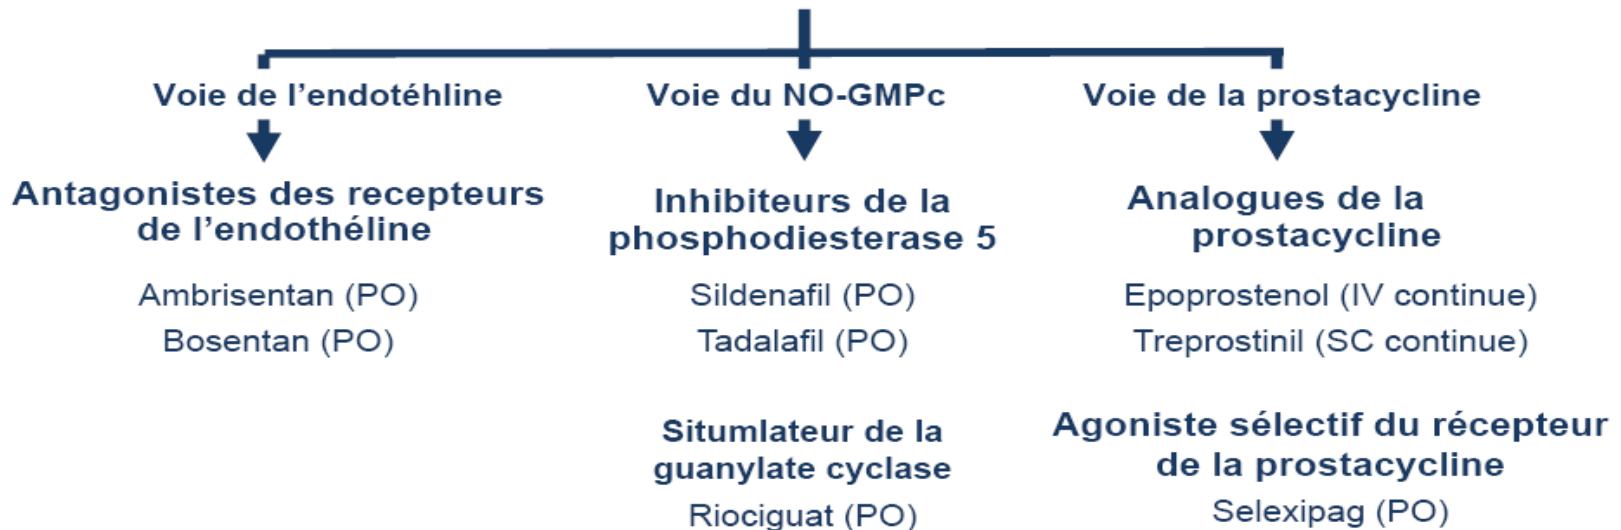 Voie de l'endotéhline
Antagonistes des recepteurs
de l'endothéline
Ambrisentan (PO)
Bosentan (PO)
Voie du NO-GMPc
Inhibiteurs de la
phosphodiesterase 5
Sildenafil (PO)
Tadalafil (PO)
Situmlateur de la
guanylate cyclase
Riociguat (PO)
Voie de la prostacycline
Analogues de la
prostacycline
Epoprostenol (IV continue)
Treprostinil (SC continue)
Agoniste sélectif du récepteur
de la prostacycline
Selexipag (PO)